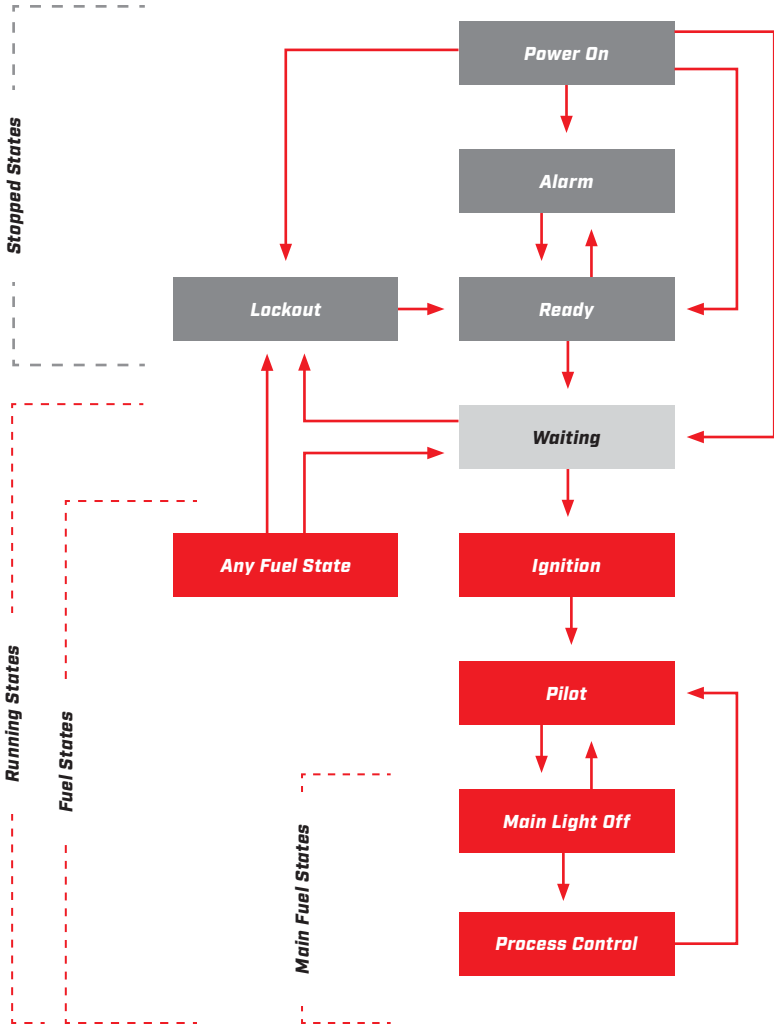 Power On
Stopped States
Alarm
Lockout
Ready
Waiting
Any Fuel State
Ignition
Running States
Fuel States
Pilot
Main Light Off
Main Fuel States
Process Control